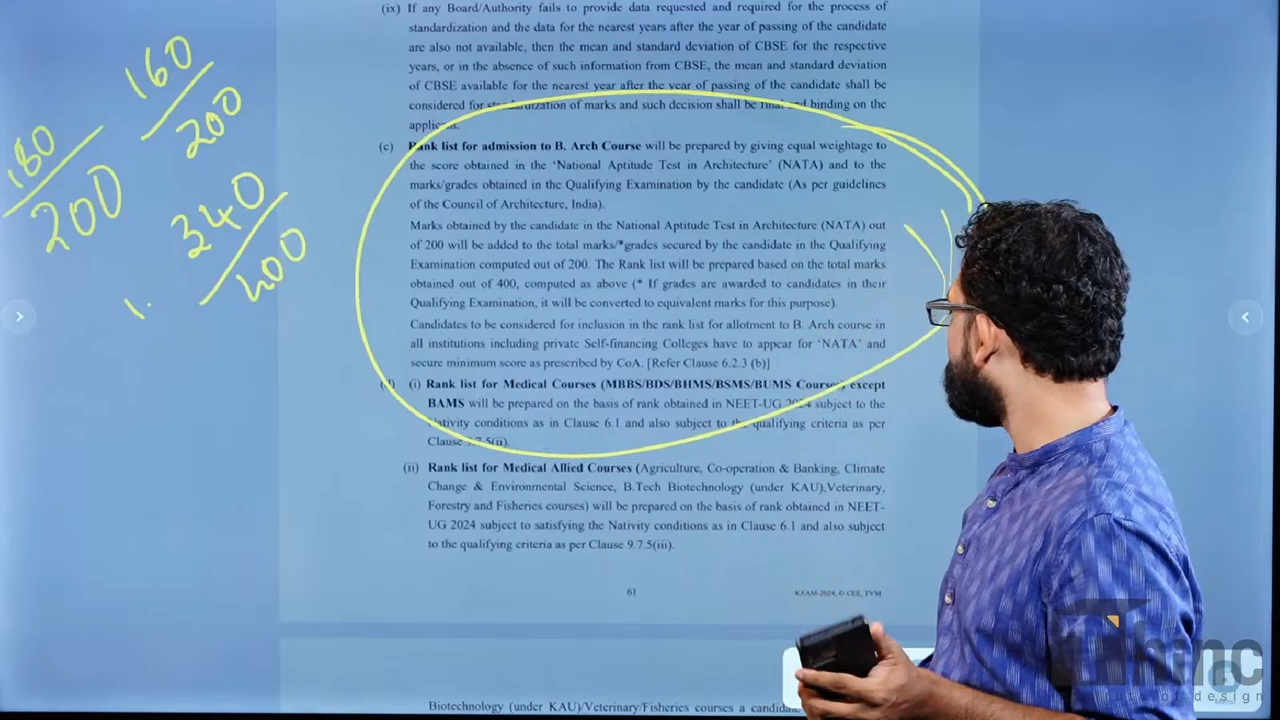 180
200
160
200
340
400
1.
(ix) If any Board/Authority fails to provide data requested and required for the process of
standardization and the data for the nearest years after the year of passing of the candidate
are also not available, then the mean and standard deviation of CBSE for the respective
years, or in the absence of such information from CBSE, the mean and standard deviation
of CBSE available for the nearest year after the year of passing of the candidate shall be
considered for standardization of marks and such decision shall be final and binding on the
applicant.
(c) Rank list for admission to B. Arch Course will be prepared by giving equal weightage to
the score obtained in the 'National Aptitude Test in Architecture' (NATA) and to the
marks/grades obtained in the Qualifying Examination by the candidate (As per guidelines
of the Council of Architecture, India).
Marks obtained by the candidate in the National Aptitude Test in Architecture (NATA) out
of 200 will be added to the total marks/*grades secured by the candidate in the Qualifying
Examination computed out of 200. The Rank list will be prepared based on the total marks
obtained out of 400, computed as above (* If grades are awarded to candidates in their
Qualifying Examination, it will be converted to equivalent marks for this purpose).
Candidates to be considered for inclusion in the rank list for allotment to B. Arch course in
all institutions including private Self-financing Colleges have to appear for 'NATA' and
secure minimum score as prescribed by CoA. [Refer Clause 6.2.3 (b)]
(i) Rank list for Medical Courses (MBBS/BDS/BHMS/BSMS/BUMS Courses) except
BAMS will be prepared on the basis of rank obtained in NEET-UG 2024 subject to the
Nativity conditions as in Clause 6.1 and also subject to the qualifying criteria as per
Clause 9.7.5(ii).
(ii) Rank list for Medical Allied Courses (Agriculture, Co-operation & Banking, Climate
Change & Environmental Science, B.Tech Biotechnology (under KAU),Veterinary,
Forestry and Fisheries courses) will be prepared on the basis of rank obtained in NEET-
UG 2024 subject to satisfying the Nativity conditions as in Clause 6.1 and also subject
to the qualifying criteria as per Clause 9.7.5(iii).
61
KEAM-2024, © CEE, TVM
Biotechnology (under KAU)/Veterinary/Fisheries courses a
Thinc
of design